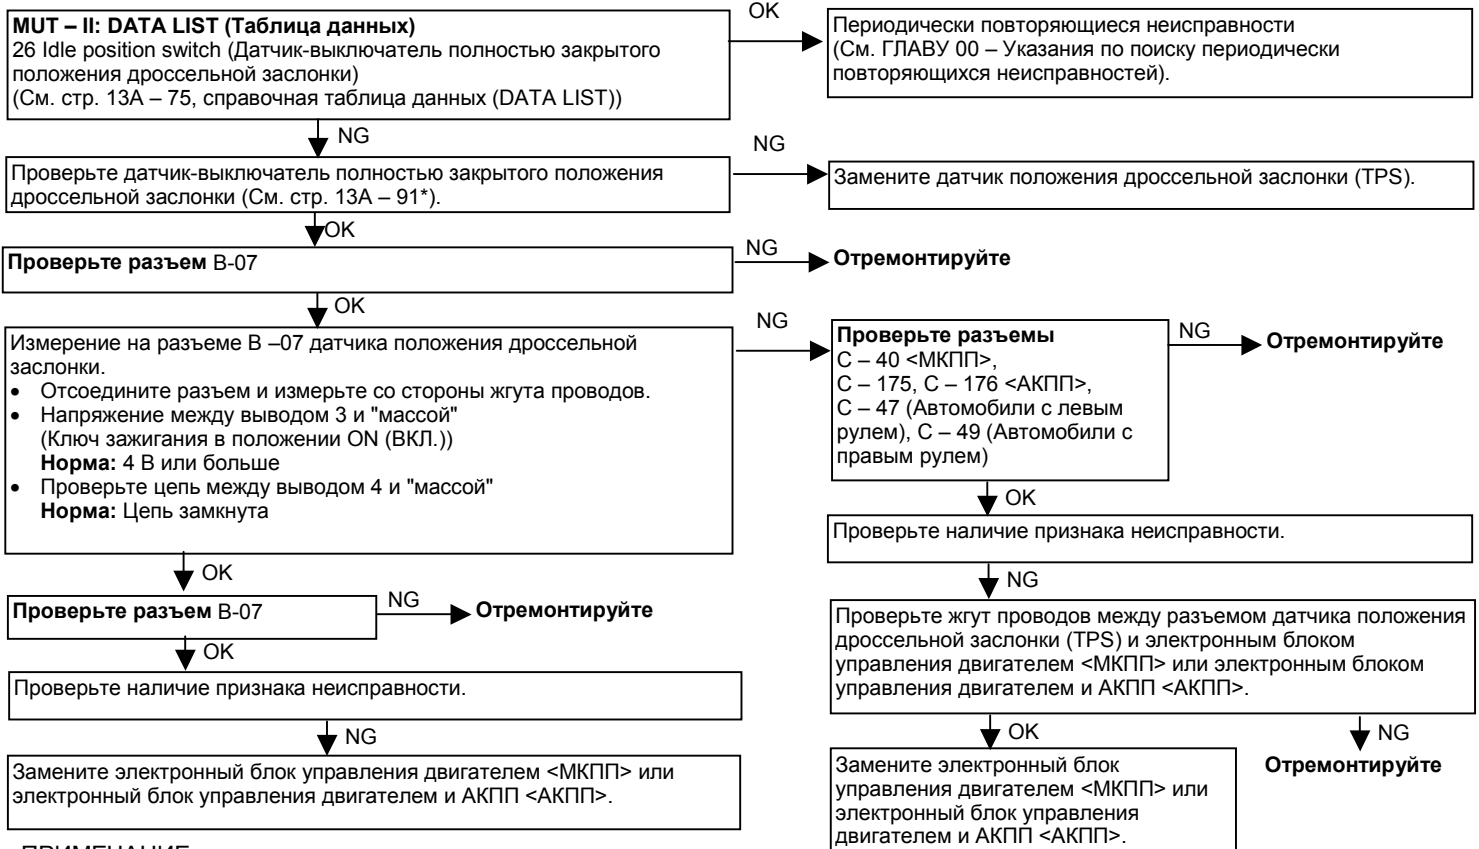 MUT – II: DATA LIST (Таблица данных)
26 Idle position switch (Датчик-выключатель полностью закрытого
положения дроссельной заслонки)
(См. стр. 13А – 75, справочная таблица данных (DATA LIST))
OK
Периодически повторяющиеся неисправности
(См. ГЛАВУ 00 – Указания по поиску периодически
повторяющихся неисправностей).
NG
Проверьте датчик-выключатель полностью закрытого положения
дроссельной заслонки (См. стр. 13А – 91*).
NG
Замените датчик положения дроссельной заслонки (TPS).
OK
Проверьте разъем B-07
NG
Отремонтируйте
OK
Измерение на разъеме B –07 датчика положения дроссельной
заслонки.
• Отсоедините разъем и измерьте со стороны жгута проводов.
• Напряжение между выводом 3 и "массой"
(Ключ зажигания в положении ON (ВКЛ.))
Норма: 4 В или больше
• Проверьте цепь между выводом 4 и "массой"
Норма: Цепь замкнута
NG
Проверьте разъемы
C – 40 <МКПП>,
C – 175, C – 176 <АКПП>,
C – 47 (Автомобили с левым
рулем), C – 49 (Автомобили с
правым рулем)
NG
Отремонтируйте
OK
Проверьте наличие признака неисправности.
NG
Проверьте жгут проводов между разъемом датчика положения
дроссельной заслонки (TPS) и электронным блоком
управления двигателем <МКПП> или электронным блоком
управления двигателем и АКПП <АКПП>.
OK
Замените электронный блок
управления двигателем <МКПП> или
электронный блок управления
двигателем и АКПП <АКПП>.
NG
Отремонтируйте
OK
Проверьте разъем B-07
NG
Отремонтируйте
OK
Проверьте наличие признака неисправности.
NG
Замените электронный блок управления двигателем <МКПП> или
электронный блок управления двигателем и АКПП <АКПП>.